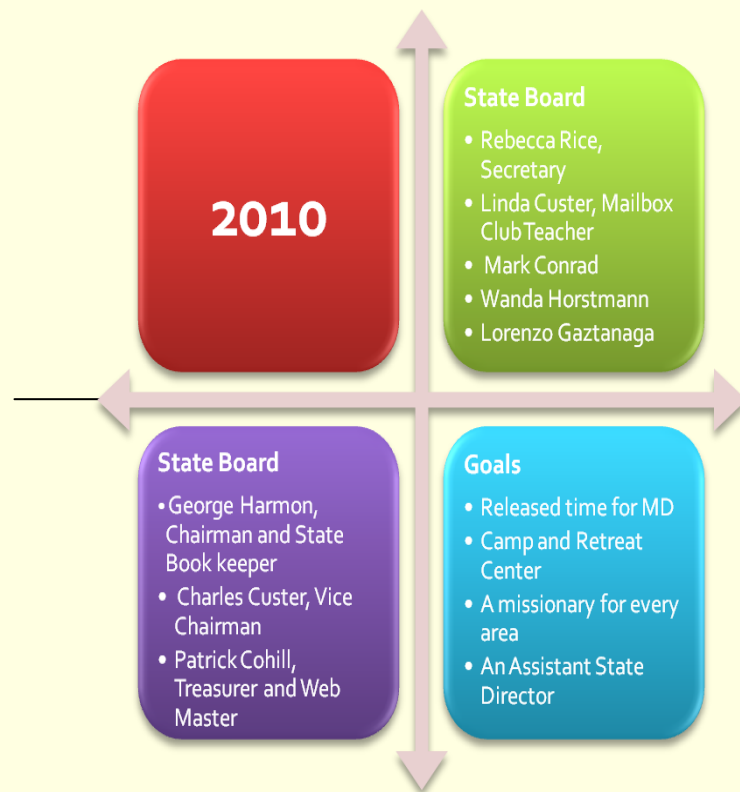 2010
State Board
• Rebecca Rice,
Secretary
• Linda Custer, Mailbox
Club Teacher
• Mark Conrad
• Wanda Horstmann
• Lorenzo Gaztanaga
State Board
• George Harmon,
Chairman and State
Book keeper
• Charles Custer, Vice
Chairman
• Patrick Cohill,
Treasurer and Web
Master
Goals
• Released time for MD
• Camp and Retreat
Center
• A missionary for every
area
• An Assistant State
Director